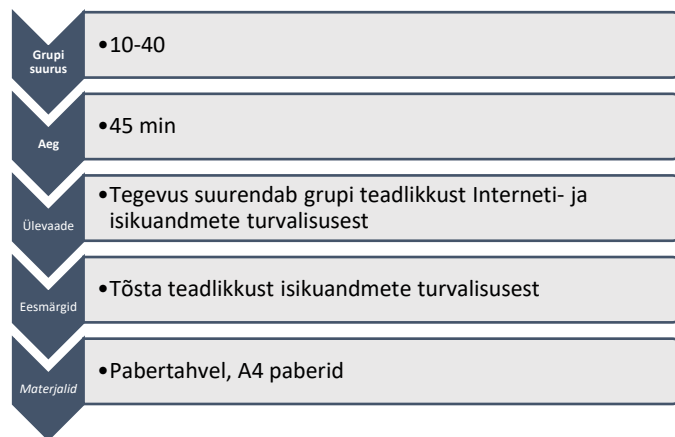 Grupi
suurus
•10-40
Aeg
•45 min
Ülevaade
•Tegevus suurendab grupi teadlikkust Interneti- ja
isikuandmete turvalisusest
Eesmärgid
•Tõsta teadlikkust isikuandmete turvalisusest
Materjalid
•Pabertahvel, A4 paberid